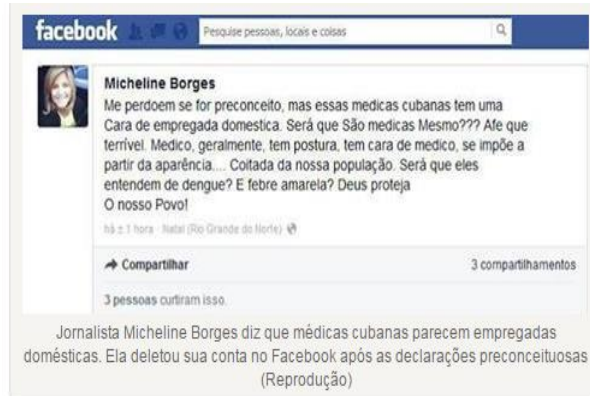 facebook
Pesquise pessoas, locais e coisas
Micheline Borges
Me perdoem se for preconceito, mas essas medicas cubanas tem uma
Cara de empregada domestica. Será que São medicas Mesmo??? Afe que
terrível. Medico, geralmente, tem postura, tem cara de medico, se impõe a
partir da aparência.... Coitada da nossa população. Será que eles
entendem de dengue? E febre amarela? Deus proteja
O nosso Povo!
há ± 1 hora · Natal (Rio Grande do Norte)
Compartilhar
3 compartilhamentos
3 pessoas curtiram isso.
Jornalista Micheline Borges diz que médicas cubanas parecem empregadas
domésticas. Ela deletou sua conta no Facebook após as declarações preconceituosas
(Reprodução)